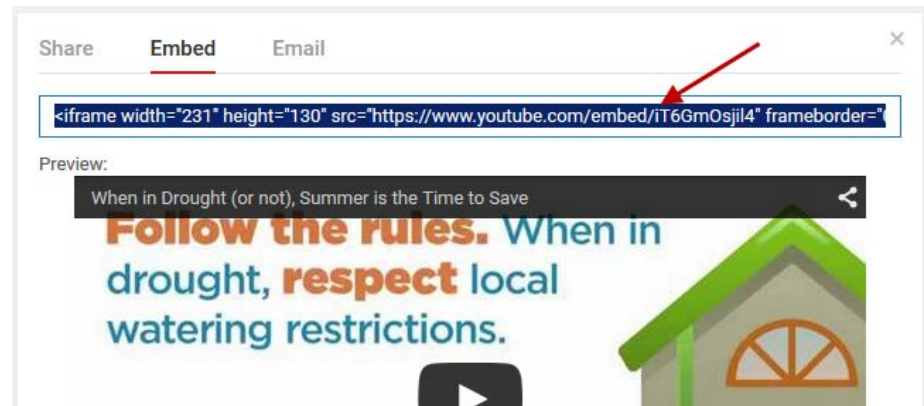 Share Embed Email ×
<iframe width="231" height="130" src="https://www.youtube.com/embed/iT6GmOsjil4" frameborder="
Preview:
When in Drought (or not), Summer is the Time to Save
Follow the rules. When in
drought, respect local
watering restrictions.